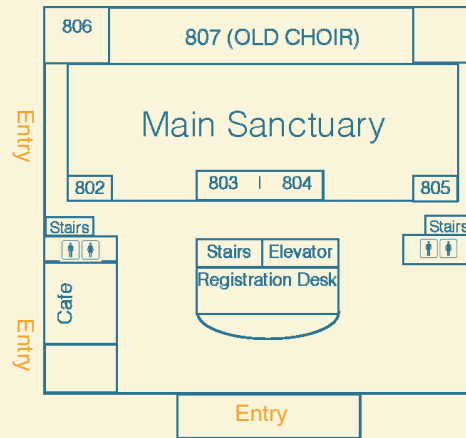 806
807 (OLD CHOIR)
Entry
Main Sanctuary
802
803 | 804
805
Stairs
Stairs
Stairs
Elevator
Registration Desk
Cafe
Entry
Entry